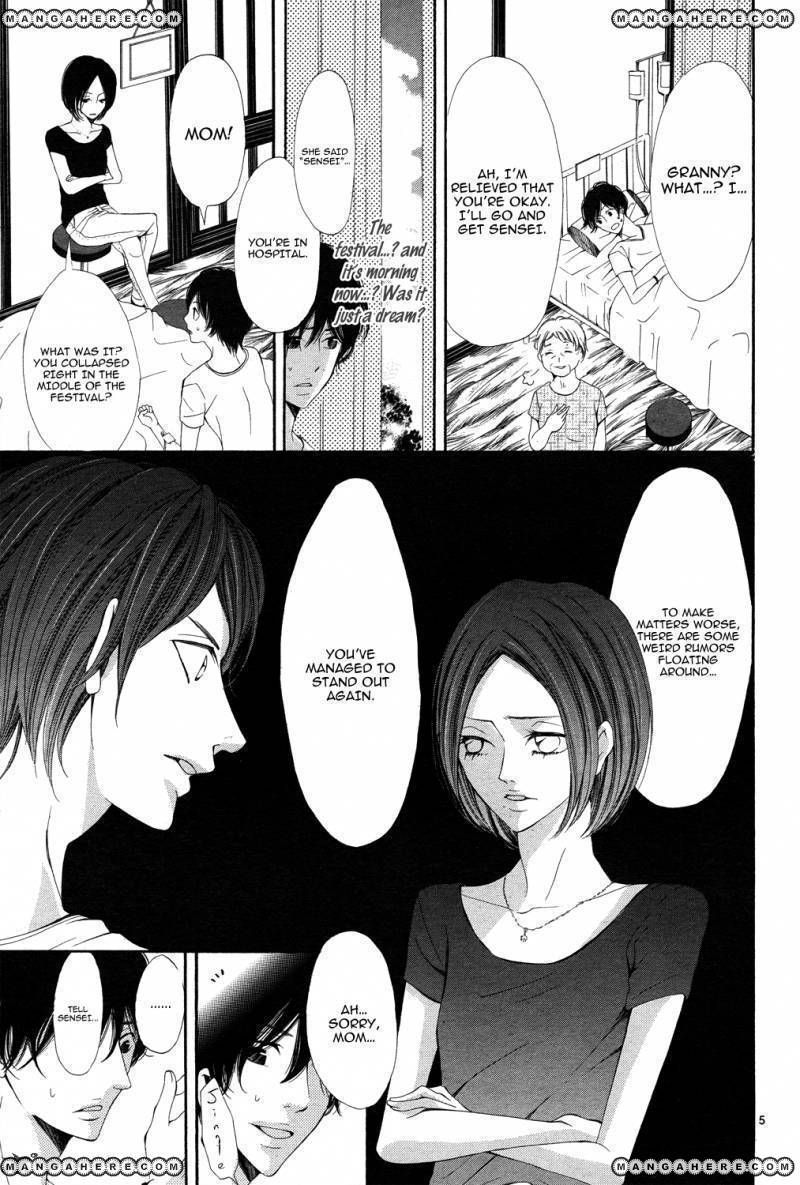 MANGAHERE.COM
MANGAHERE.COM
GRANNY?
WHAT...? I...
AH, I'M
RELIEVED THAT
YOU'RE OKAY.
I'LL GO AND
GET SENSEI.
The
festival...? and
it's morning
now...? Was it
just a dream?
SHE SAID
"SENSEI"...
YOU'RE IN
HOSPITAL.
MOM!
WHAT WAS IT?
YOU COLLAPSED
RIGHT IN THE
MIDDLE OF THE
FESTIVAL?
TO MAKE
MATTERS WORSE,
THERE ARE SOME
WEIRD RUMORS
FLOATING
AROUND...
YOU'VE
MANAGED TO
STAND OUT
AGAIN.
AH...
SORRY,
MOM...
......
TELL
SENSEI...
5
MANGAHERE.COM
MANGAHERE.COM